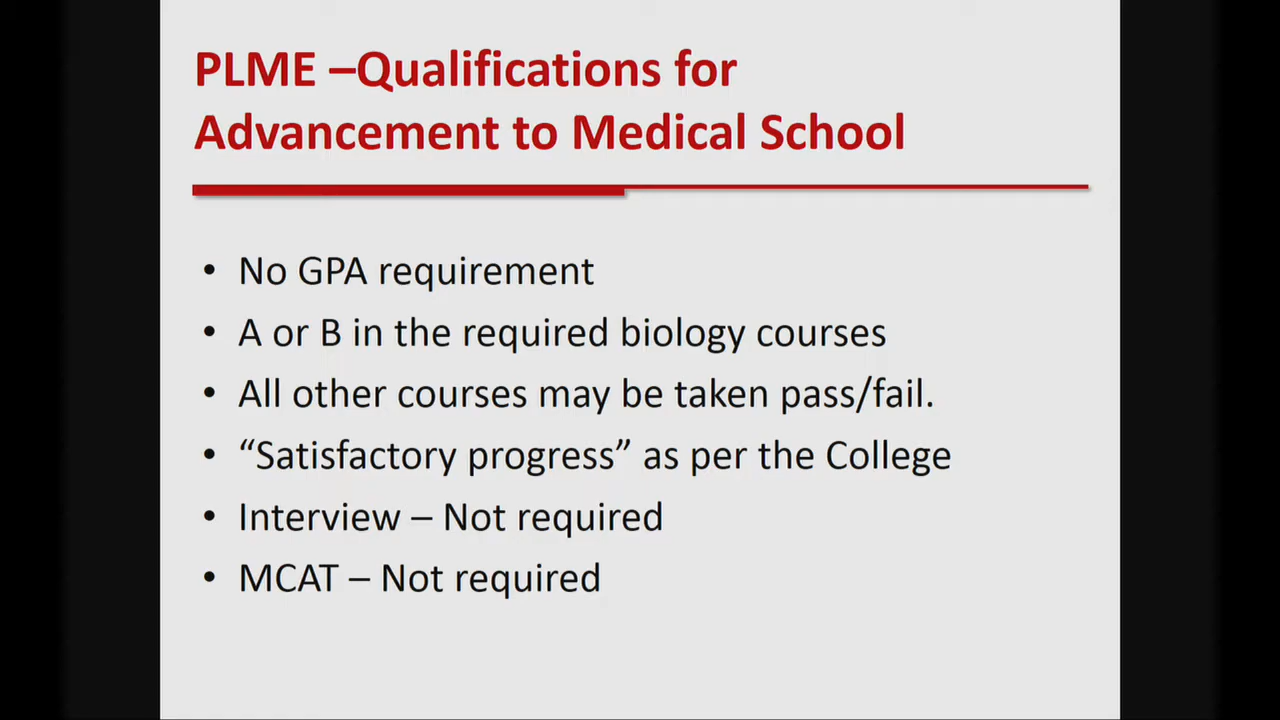 PLME –Qualifications for
Advancement to Medical School
• No GPA requirement
• A or B in the required biology courses
• All other courses may be taken pass/fail.
• “Satisfactory progress” as per the College
• Interview – Not required
• MCAT – Not required